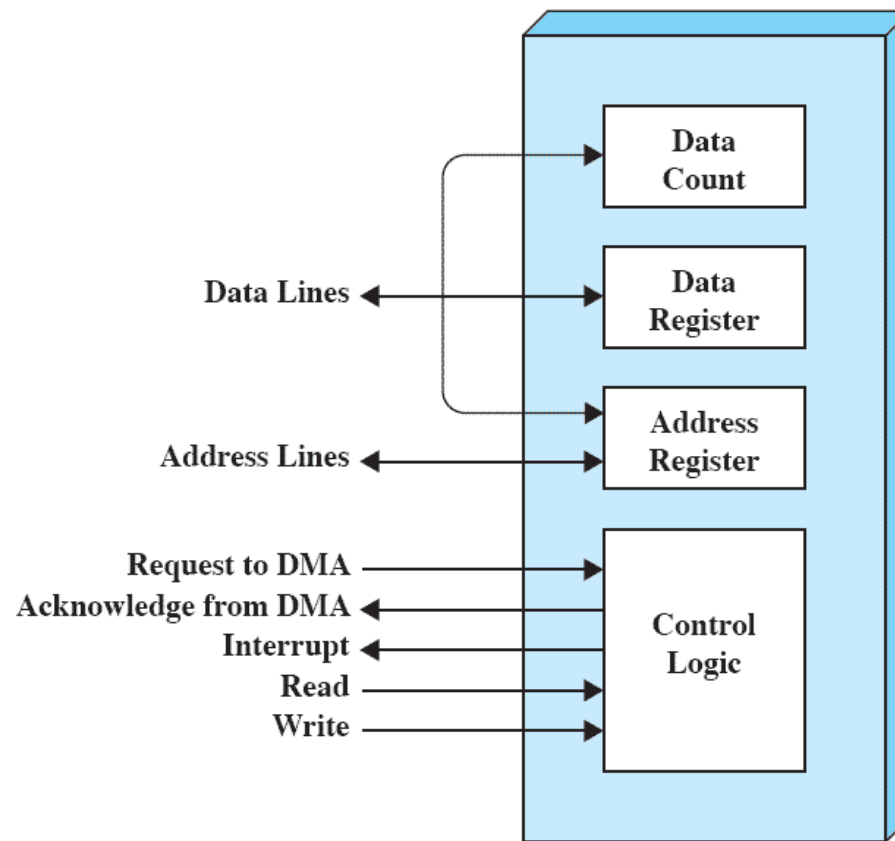 Data
Count
Data Lines
Data
Register
Address Lines
Address
Register
Request to DMA
Acknowledge from DMA
Interrupt
Read
Write
Control
Logic